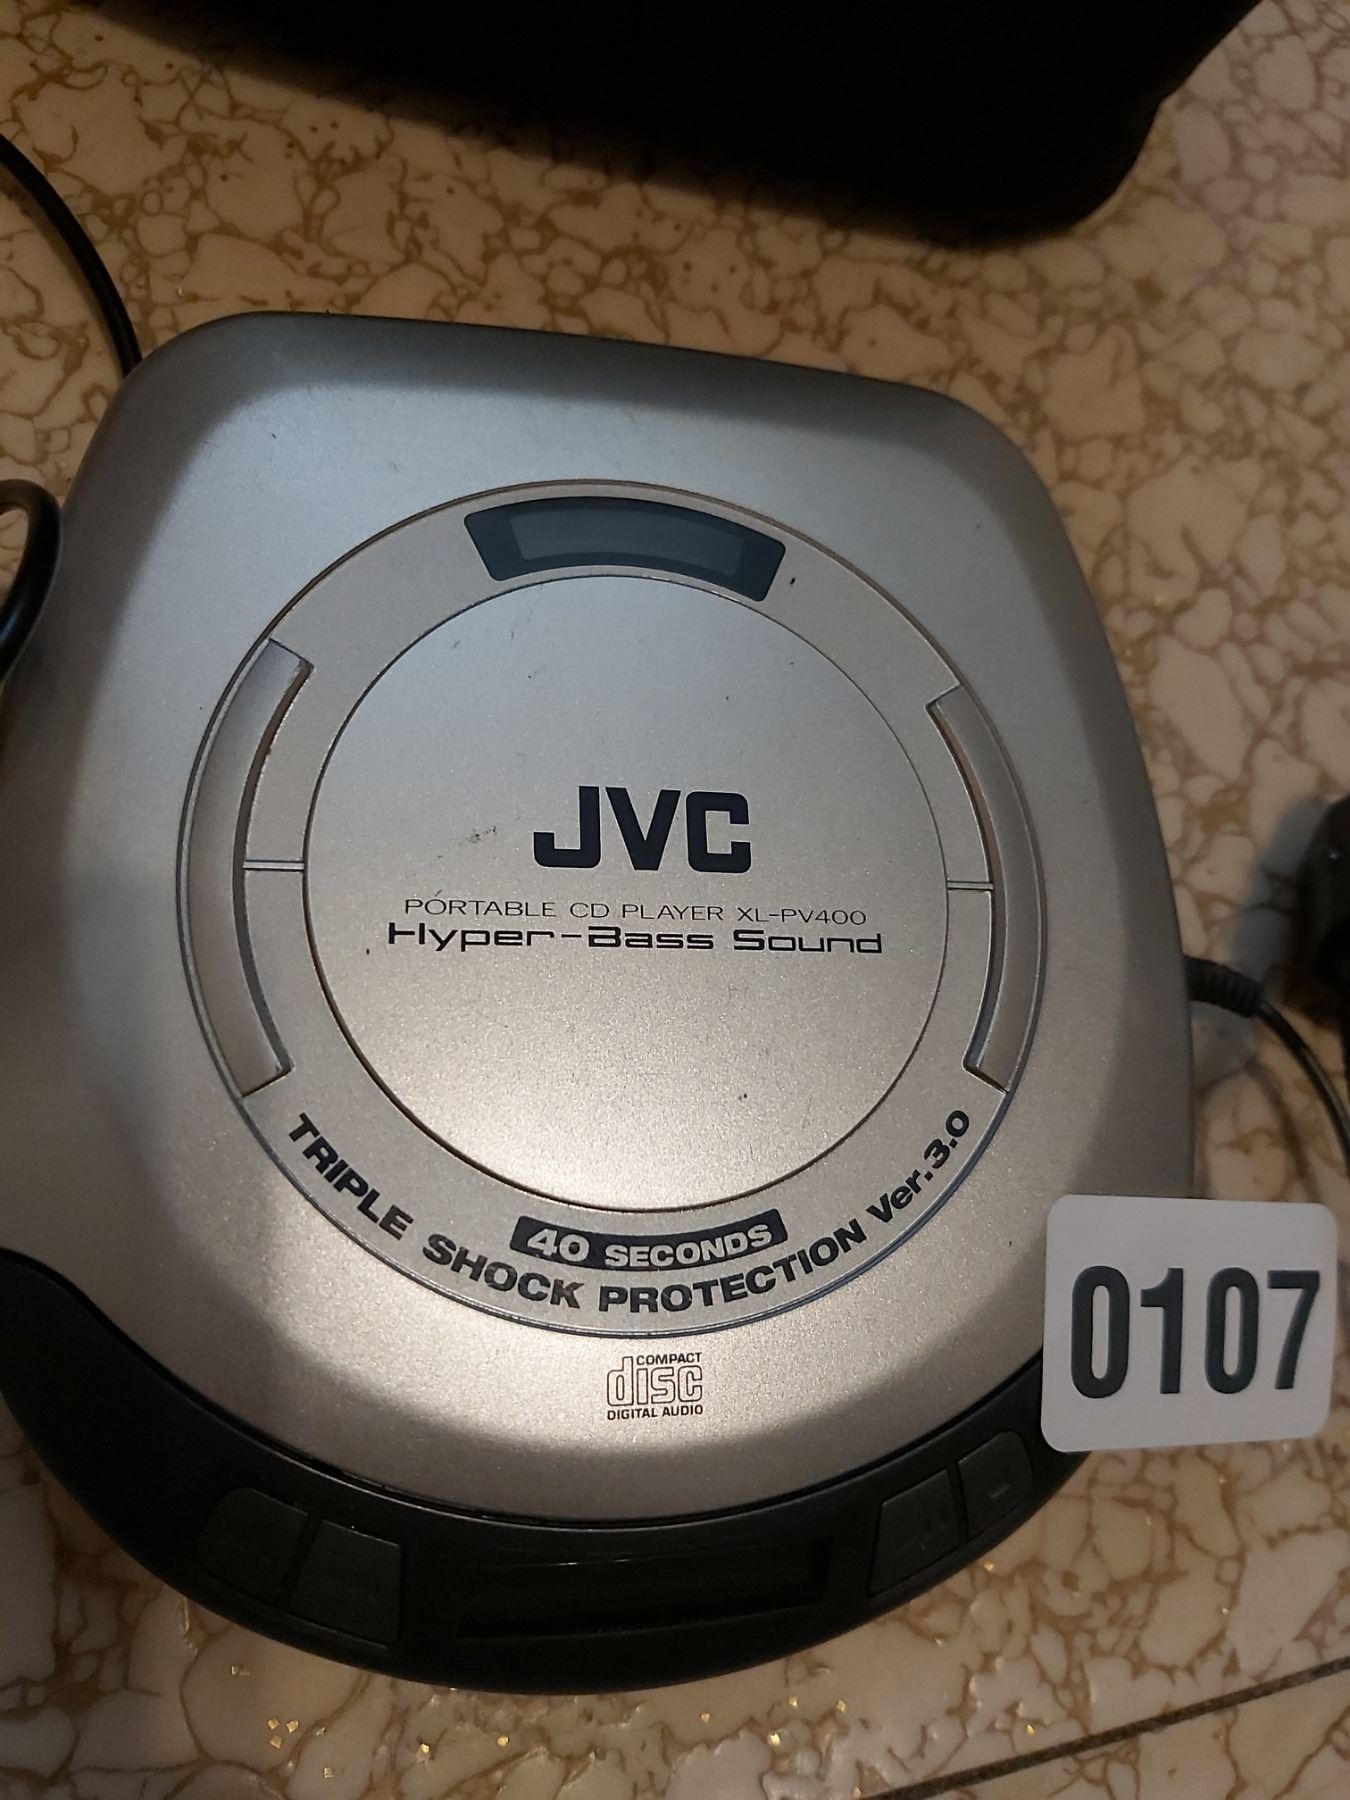 JVC
PORTABLE CD PLAYER XL-PV400
Hyper-Bass Sound
40 SECONDS
TRIPLE SHOCK PROTECTION Ver.3.0
COMPACT
disc
DIGITAL AUDIO
0107